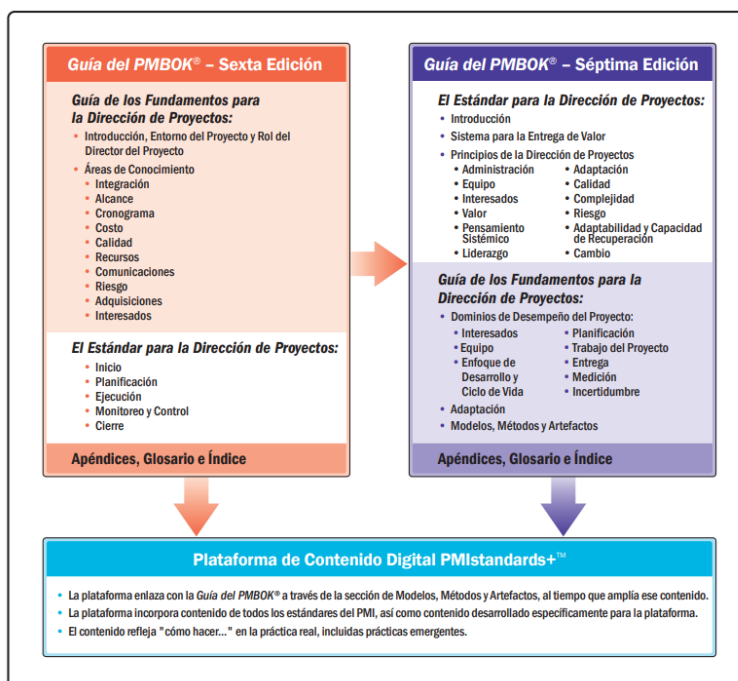 Guía del PMBOK® – Sexta Edición
Guía de los Fundamentos para
la Dirección de Proyectos:
• Introducción, Entorno del Proyecto y Rol del
Director del Proyecto
• Áreas de Conocimiento
• Integración
• Alcance
• Cronograma
• Costo
• Calidad
• Recursos
• Comunicaciones
• Riesgo
• Adquisiciones
• Interesados
El Estándar para la Dirección de Proyectos:
• Inicio
• Planificación
• Ejecución
• Monitoreo y Control
• Cierre
Apéndices, Glosario e Índice
Guía del PMBOK® – Séptima Edición
El Estándar para la Dirección de Proyectos:
• Introducción
• Sistema para la Entrega de Valor
• Principios de la Dirección de Proyectos
• Administración
• Equipo
• Interesados
• Valor
• Pensamiento
Sistémico
• Liderazgo
• Adaptación
• Calidad
• Complejidad
• Riesgo
• Adaptabilidad y Capacidad
de Recuperación
• Cambio
Guía de los Fundamentos para la
Dirección de Proyectos:
• Dominios de Desempeño del Proyecto:
• Interesados
• Equipo
• Enfoque de
Desarrollo y
Ciclo de Vida
• Planificación
• Trabajo del Proyecto
• Entrega
• Medición
• Incertidumbre
• Adaptación
• Modelos, Métodos y Artefactos
Apéndices, Glosario e Índice
Plataforma de Contenido Digital PMIstandards+™
• La plataforma enlaza con la Guía del PMBOK® a través de la sección de Modelos, Métodos y Artefactos, al tiempo que amplía ese contenido.
• La plataforma incorpora contenido de todos los estándares del PMI, así como contenido desarrollado específicamente para la plataforma.
• El contenido refleja "cómo hacer..." en la práctica real, incluidas prácticas emergentes.